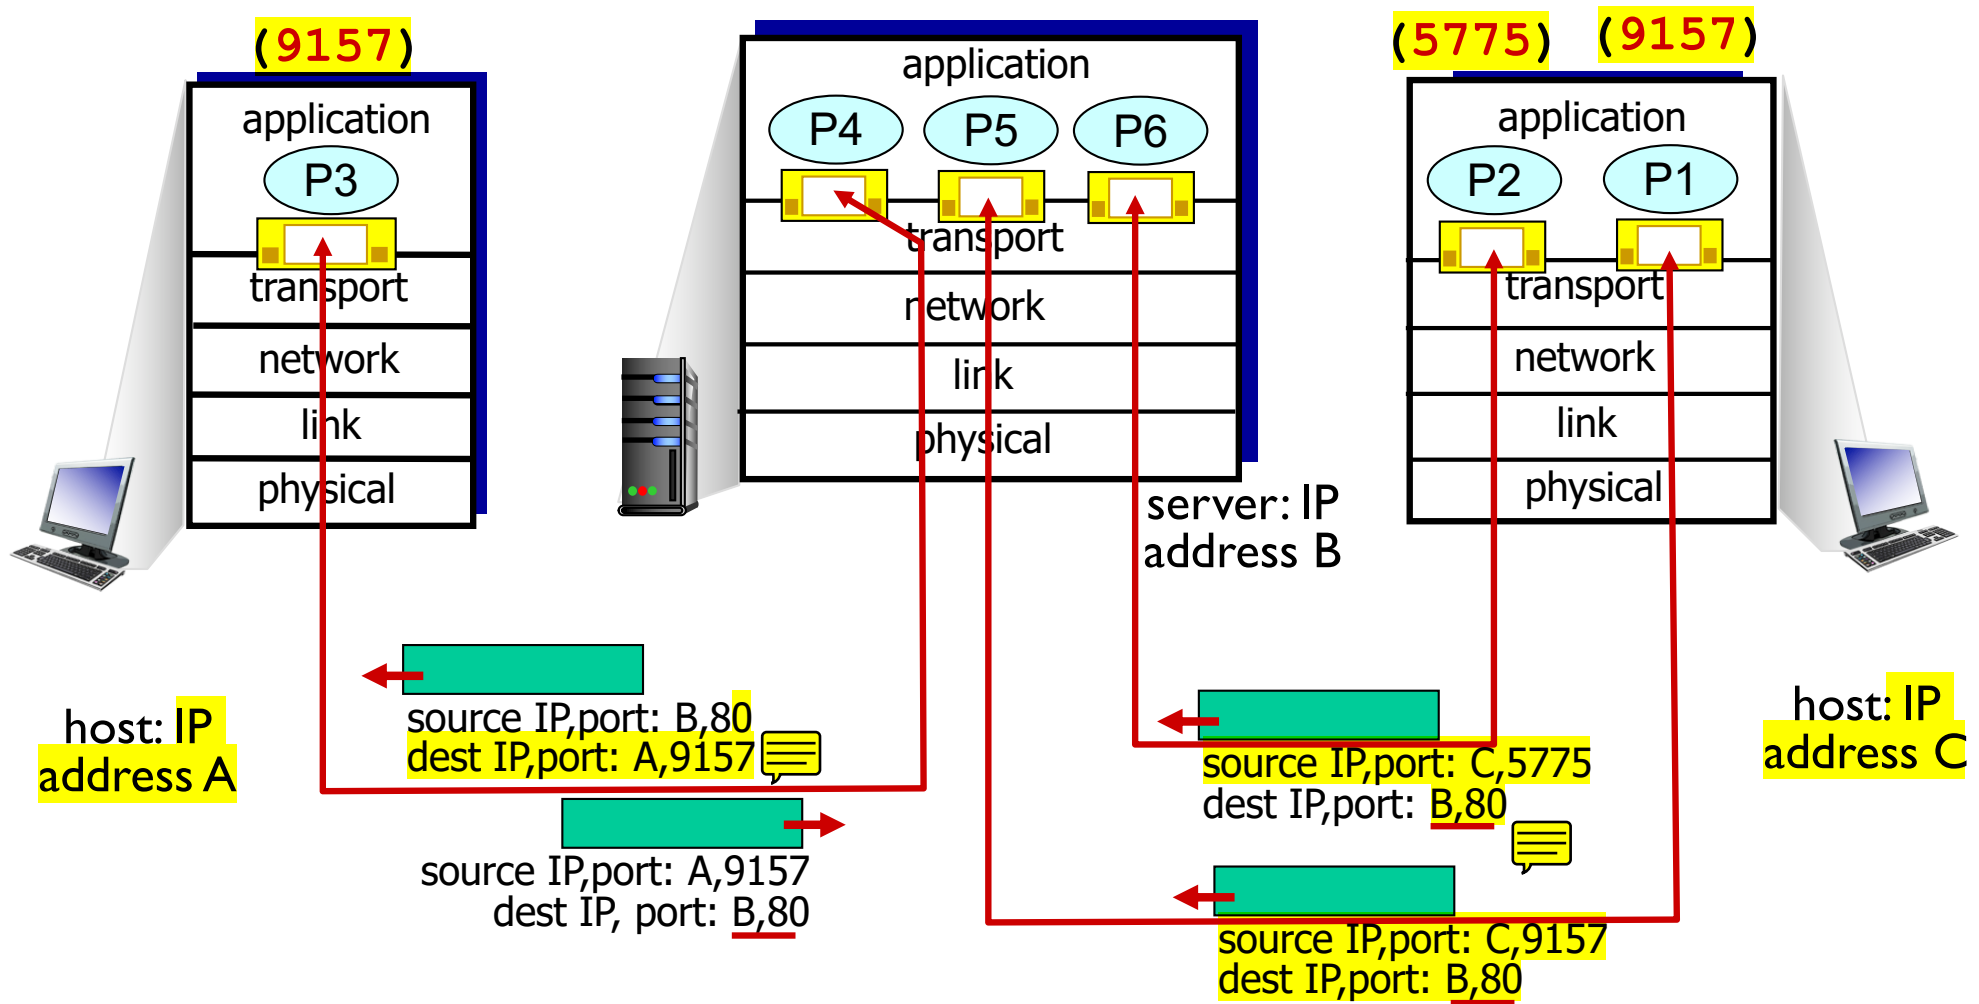 (9157)
application
P3
transport
network
link
physical
host: IP
address A
application
P4 P5 P6
transport
network
link
physical
server: IP
address B
(5775) (9157)
application
P2 P1
transport
network
link
physical
host: IP
address C
source IP,port: B,80
dest IP,port: A,9157
source IP,port: A,9157
dest IP, port: B,80
source IP,port: C,5775
dest IP,port: B,80
source IP,port: C,9157
dest IP,port: B,80